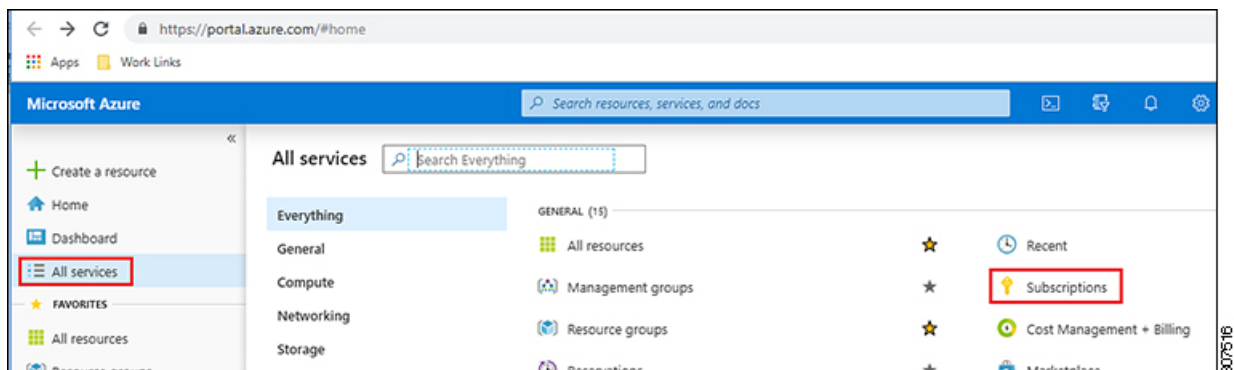 https://portal.azure.com/#home
Apps
Work Links
Microsoft Azure
Search resources, services, and docs
«
Create a resource
Home
Dashboard
All services
FAVORITES
All resources
All services
Search Everything
Everything
General
Compute
Networking
Storage
GENERAL (15)
All resources
Management groups
Resource groups
Reservations
Recent
Subscriptions
Cost Management + Billing
Marketplace
307516